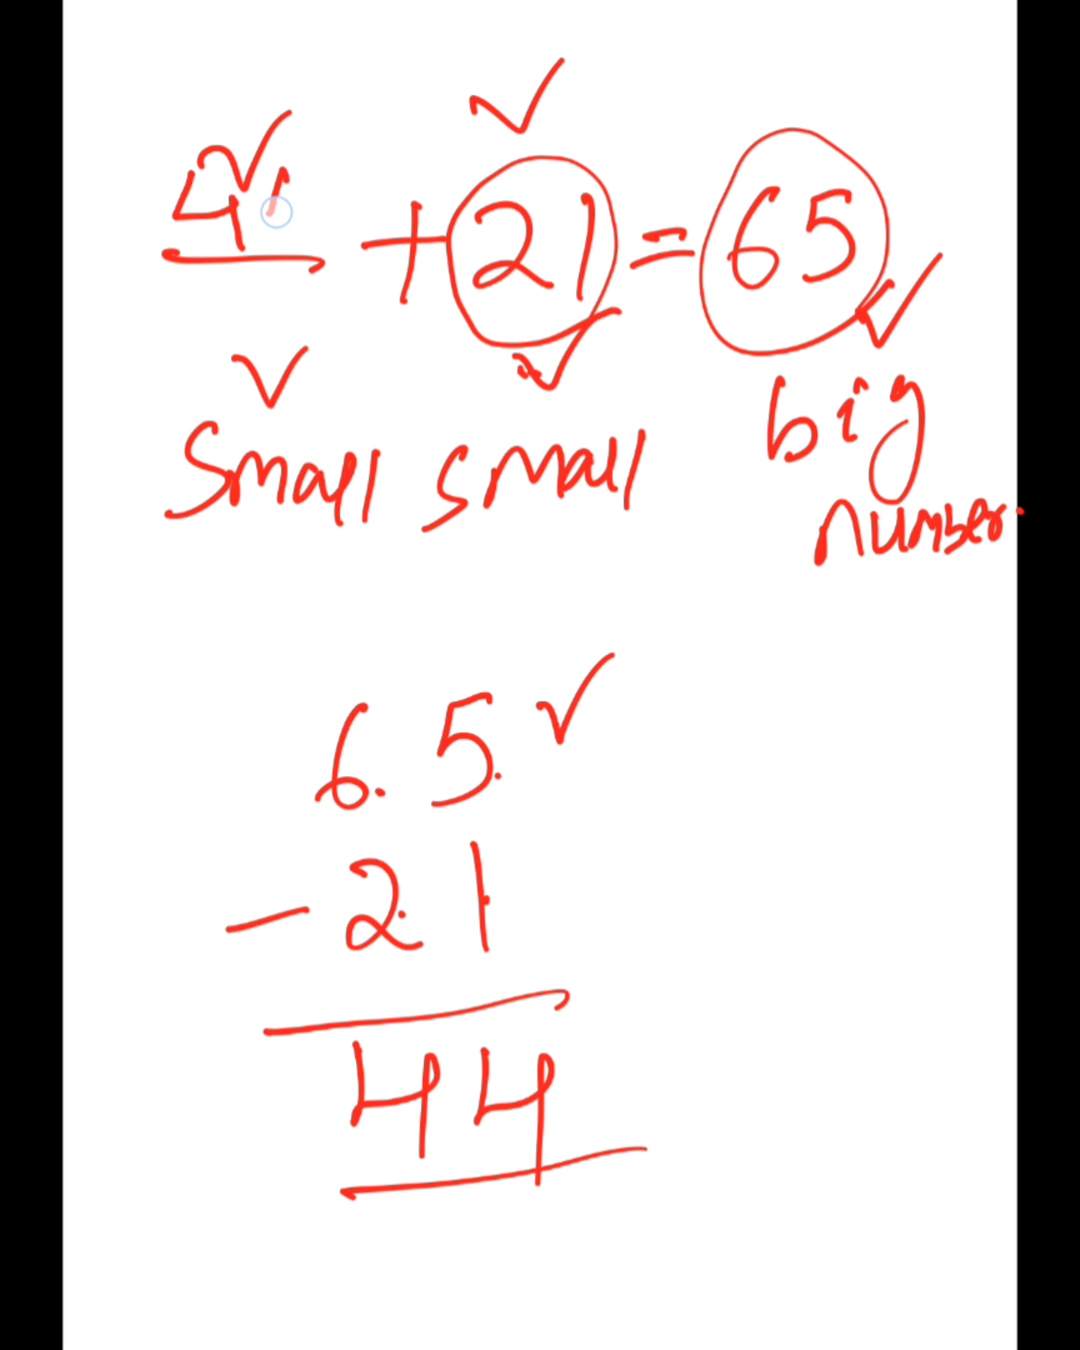 4 + 21 = 65
small small big
number
65
- 21
44